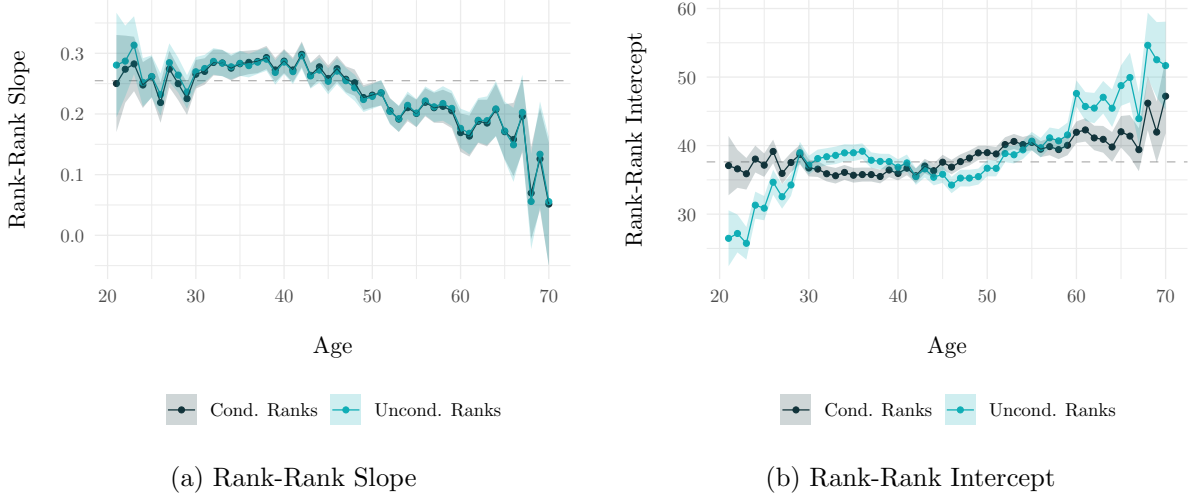 Rank-Rank Slope
0.3
0.2
0.1
0.0
20 30 40 50 60 70
Age
Cond. Ranks Uncond. Ranks
(a) Rank-Rank Slope
Rank-Rank Intercept
60
50
40
30
20 30 40 50 60 70
Age
Cond. Ranks Uncond. Ranks
(b) Rank-Rank Intercept